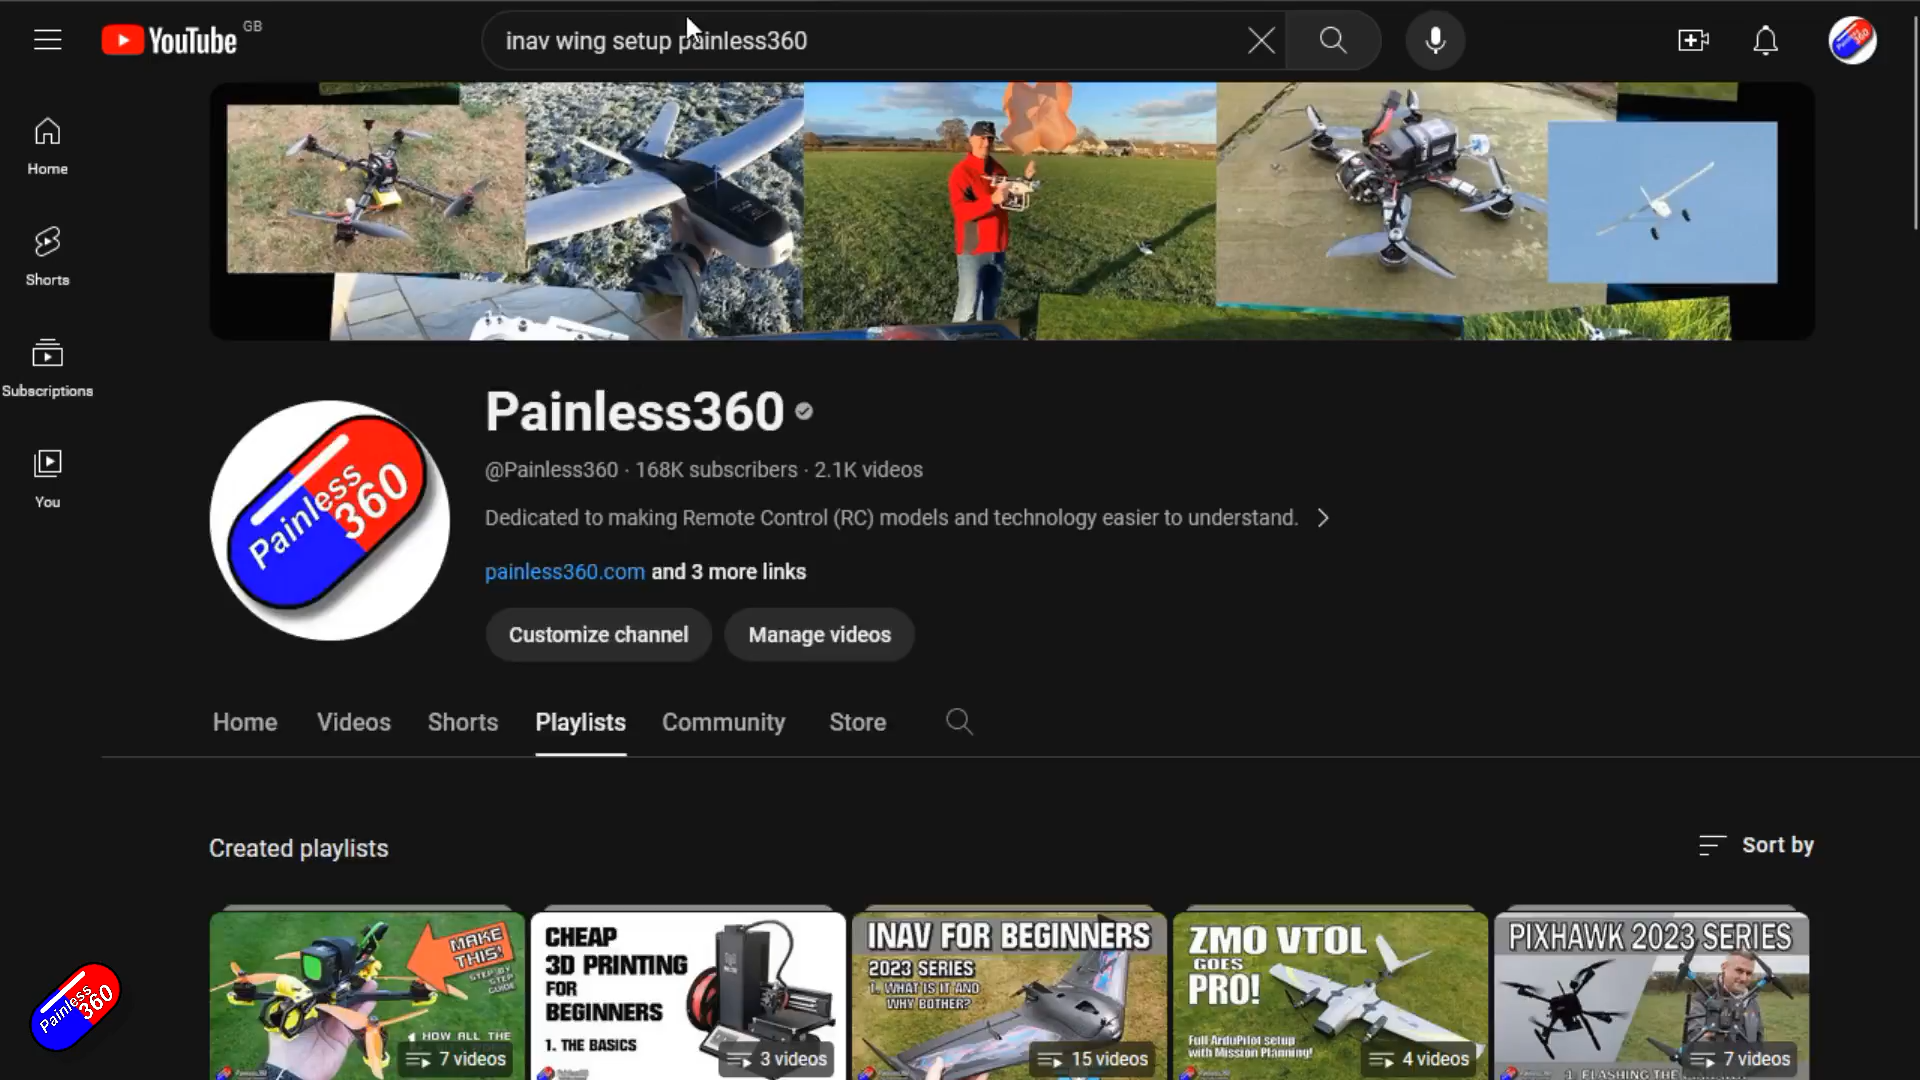 YouTube GB
inav wing setup painless360
Home
Shorts
Subscriptions
You
Painless
360
Painless360
@Painless360 · 168K subscribers · 2.1K videos
Dedicated to making Remote Control (RC) models and technology easier to understand.
painless360.com and 3 more links
Customize channel
Manage videos
Home
Videos
Shorts
Playlists
Community
Store
Created playlists
Sort by
MAKE
THIS!
STEP BY
STEP
GUIDE
1. HOW ALL THE
7 videos
CHEAP
3D PRINTING
FOR
BEGINNERS
1. THE BASICS
3 videos
INAV FOR BEGINNERS
2023 SERIES
1. WHAT IS IT AND
WHY BOTHER?
15 videos
ZMO VTOL
GOES
PRO!
Full ArduPilot setup
with Mission Planning!
4 videos
PIXHAWK 2023 SERIES
1. FLASHING THE
7 videos
Painless
360